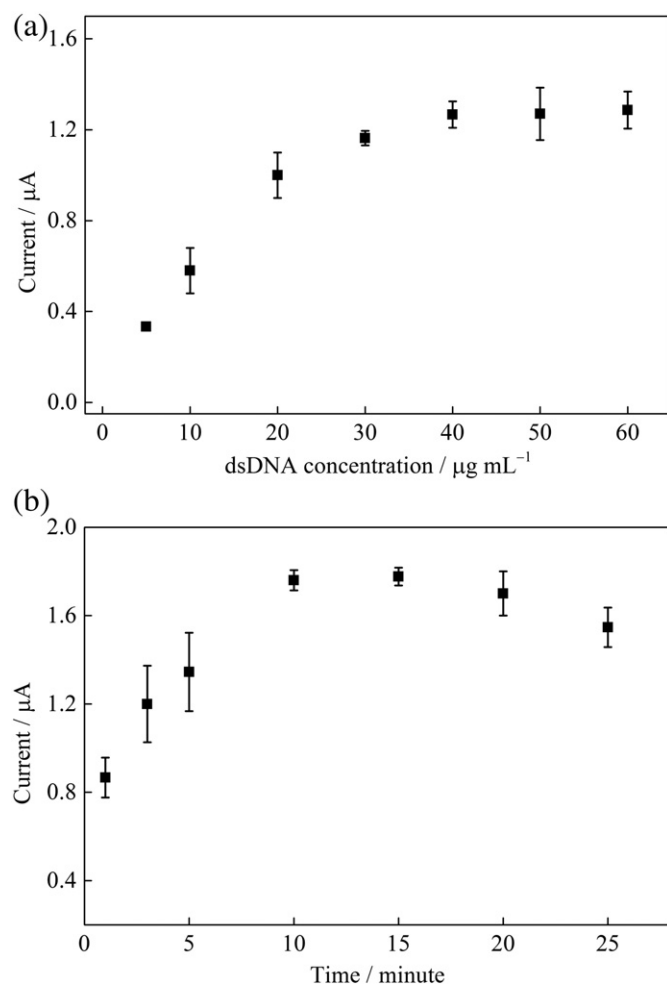 (a)
1.6
1.2
0.8
0.4
0.0
Current / μA
0 10 20 30 40 50 60
dsDNA concentration / μg mL⁻¹
(b)
2.0
1.6
1.2
0.8
0.4
Current / μA
0 5 10 15 20 25
Time / minute